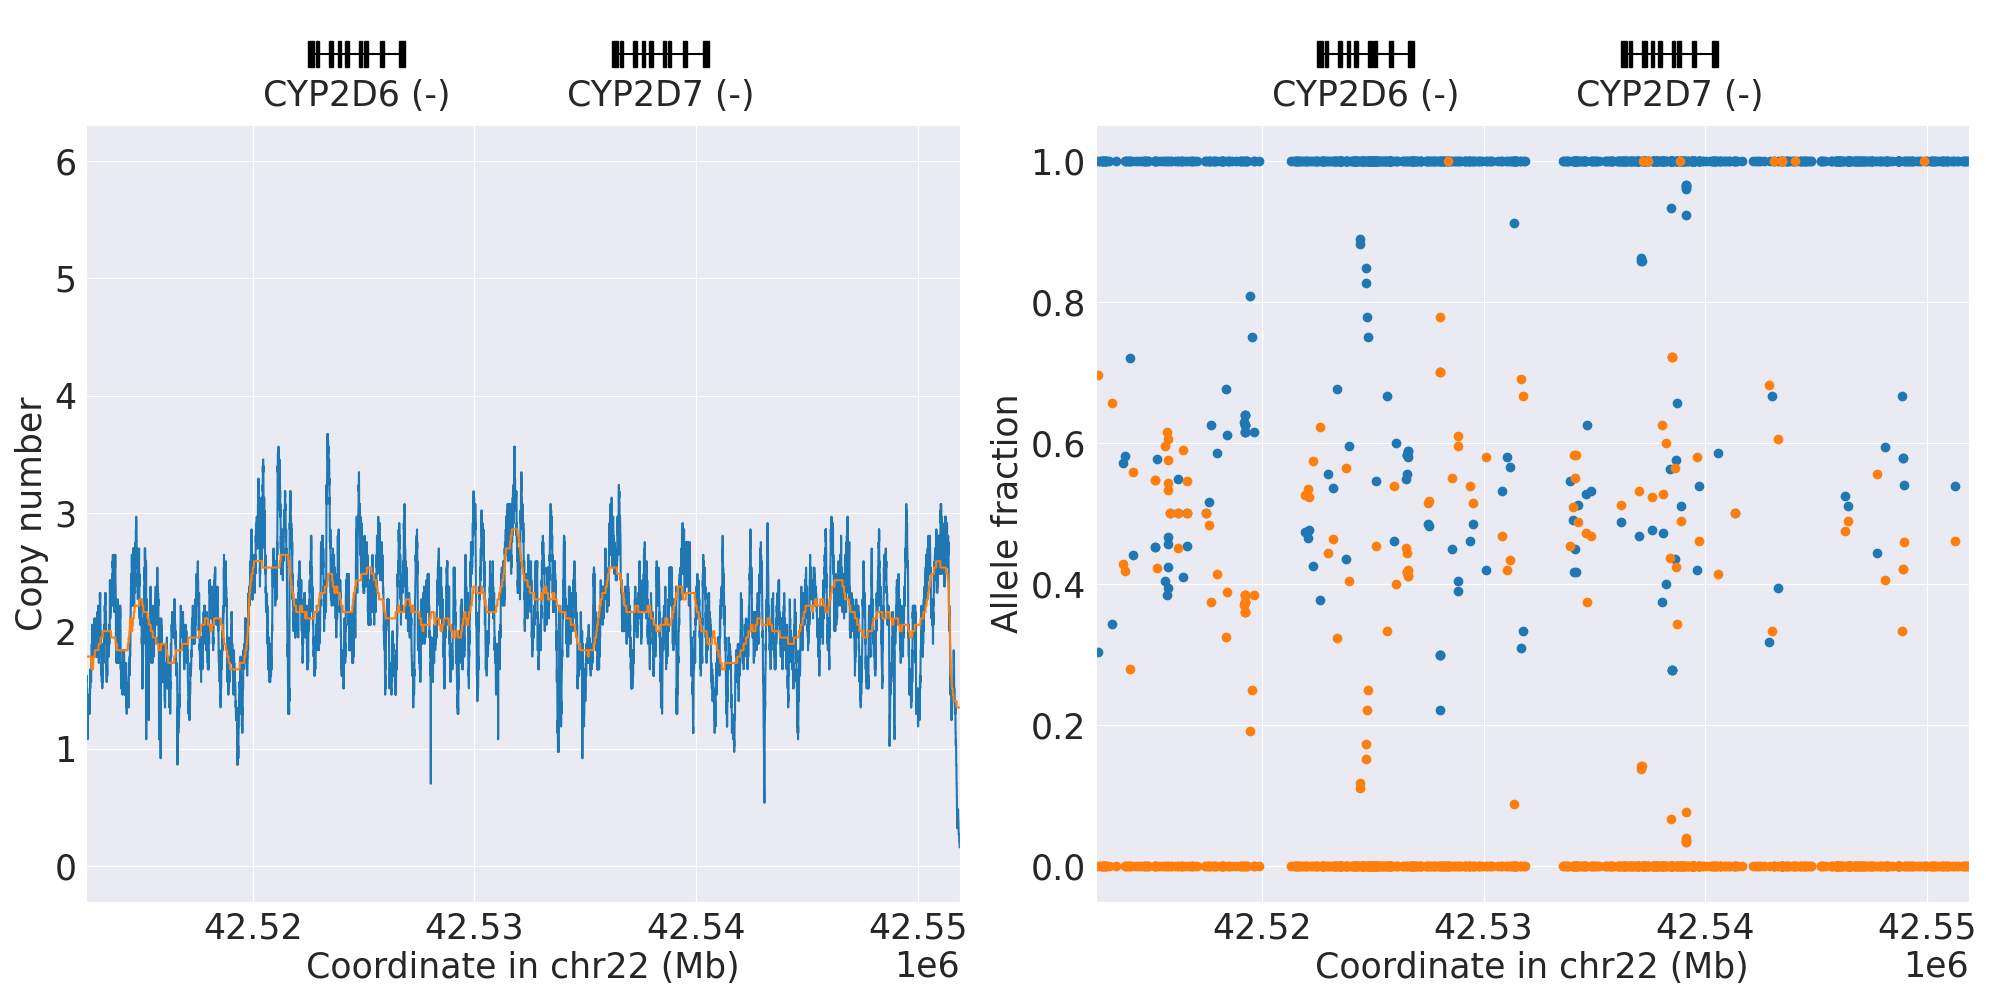 CYP2D6 (-) CYP2D7 (-)
6
5
4
3
2
1
0
Copy number
42.52 42.53 42.54 42.55
Coordinate in chr22 (Mb) 1e6
CYP2D6 (-) CYP2D7 (-)
1.0
0.8
0.6
0.4
0.2
0.0
Allele fraction
42.52 42.53 42.54 42.55
Coordinate in chr22 (Mb) 1e6